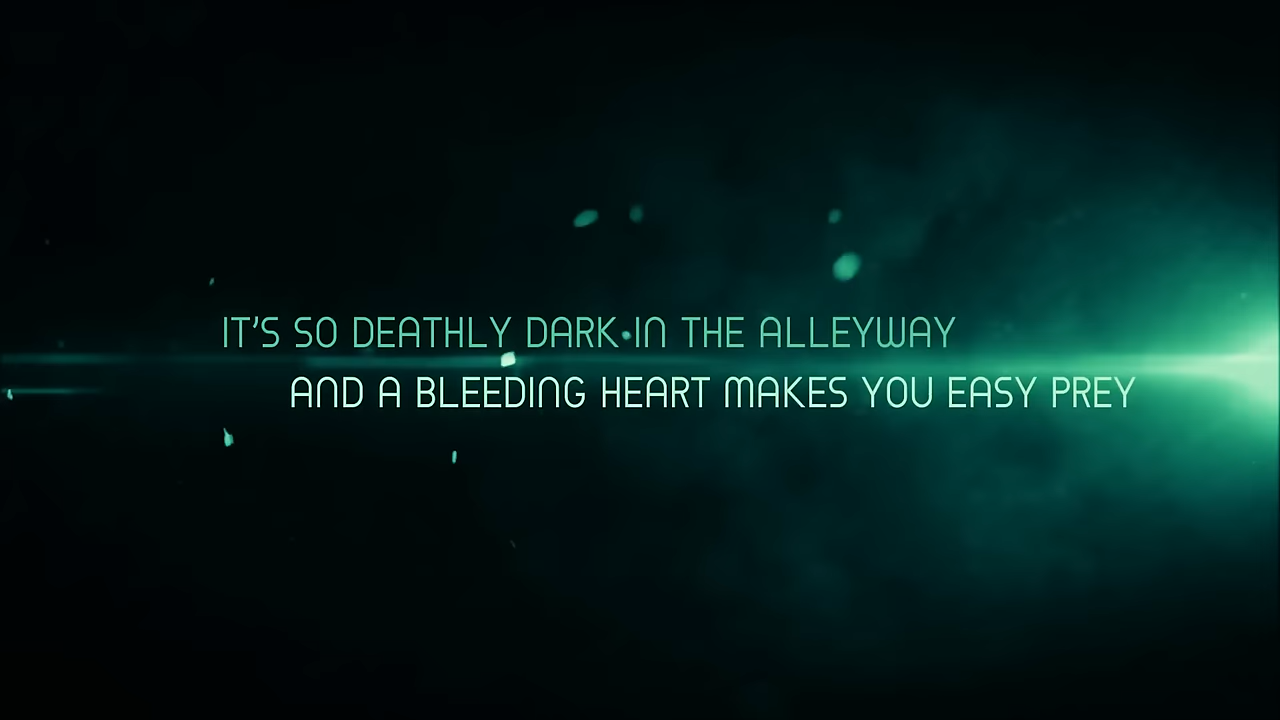 IT'S SO DEATHLY DARK IN THE ALLEYWAY
AND A BLEEDING HEART MAKES YOU EASY PREY